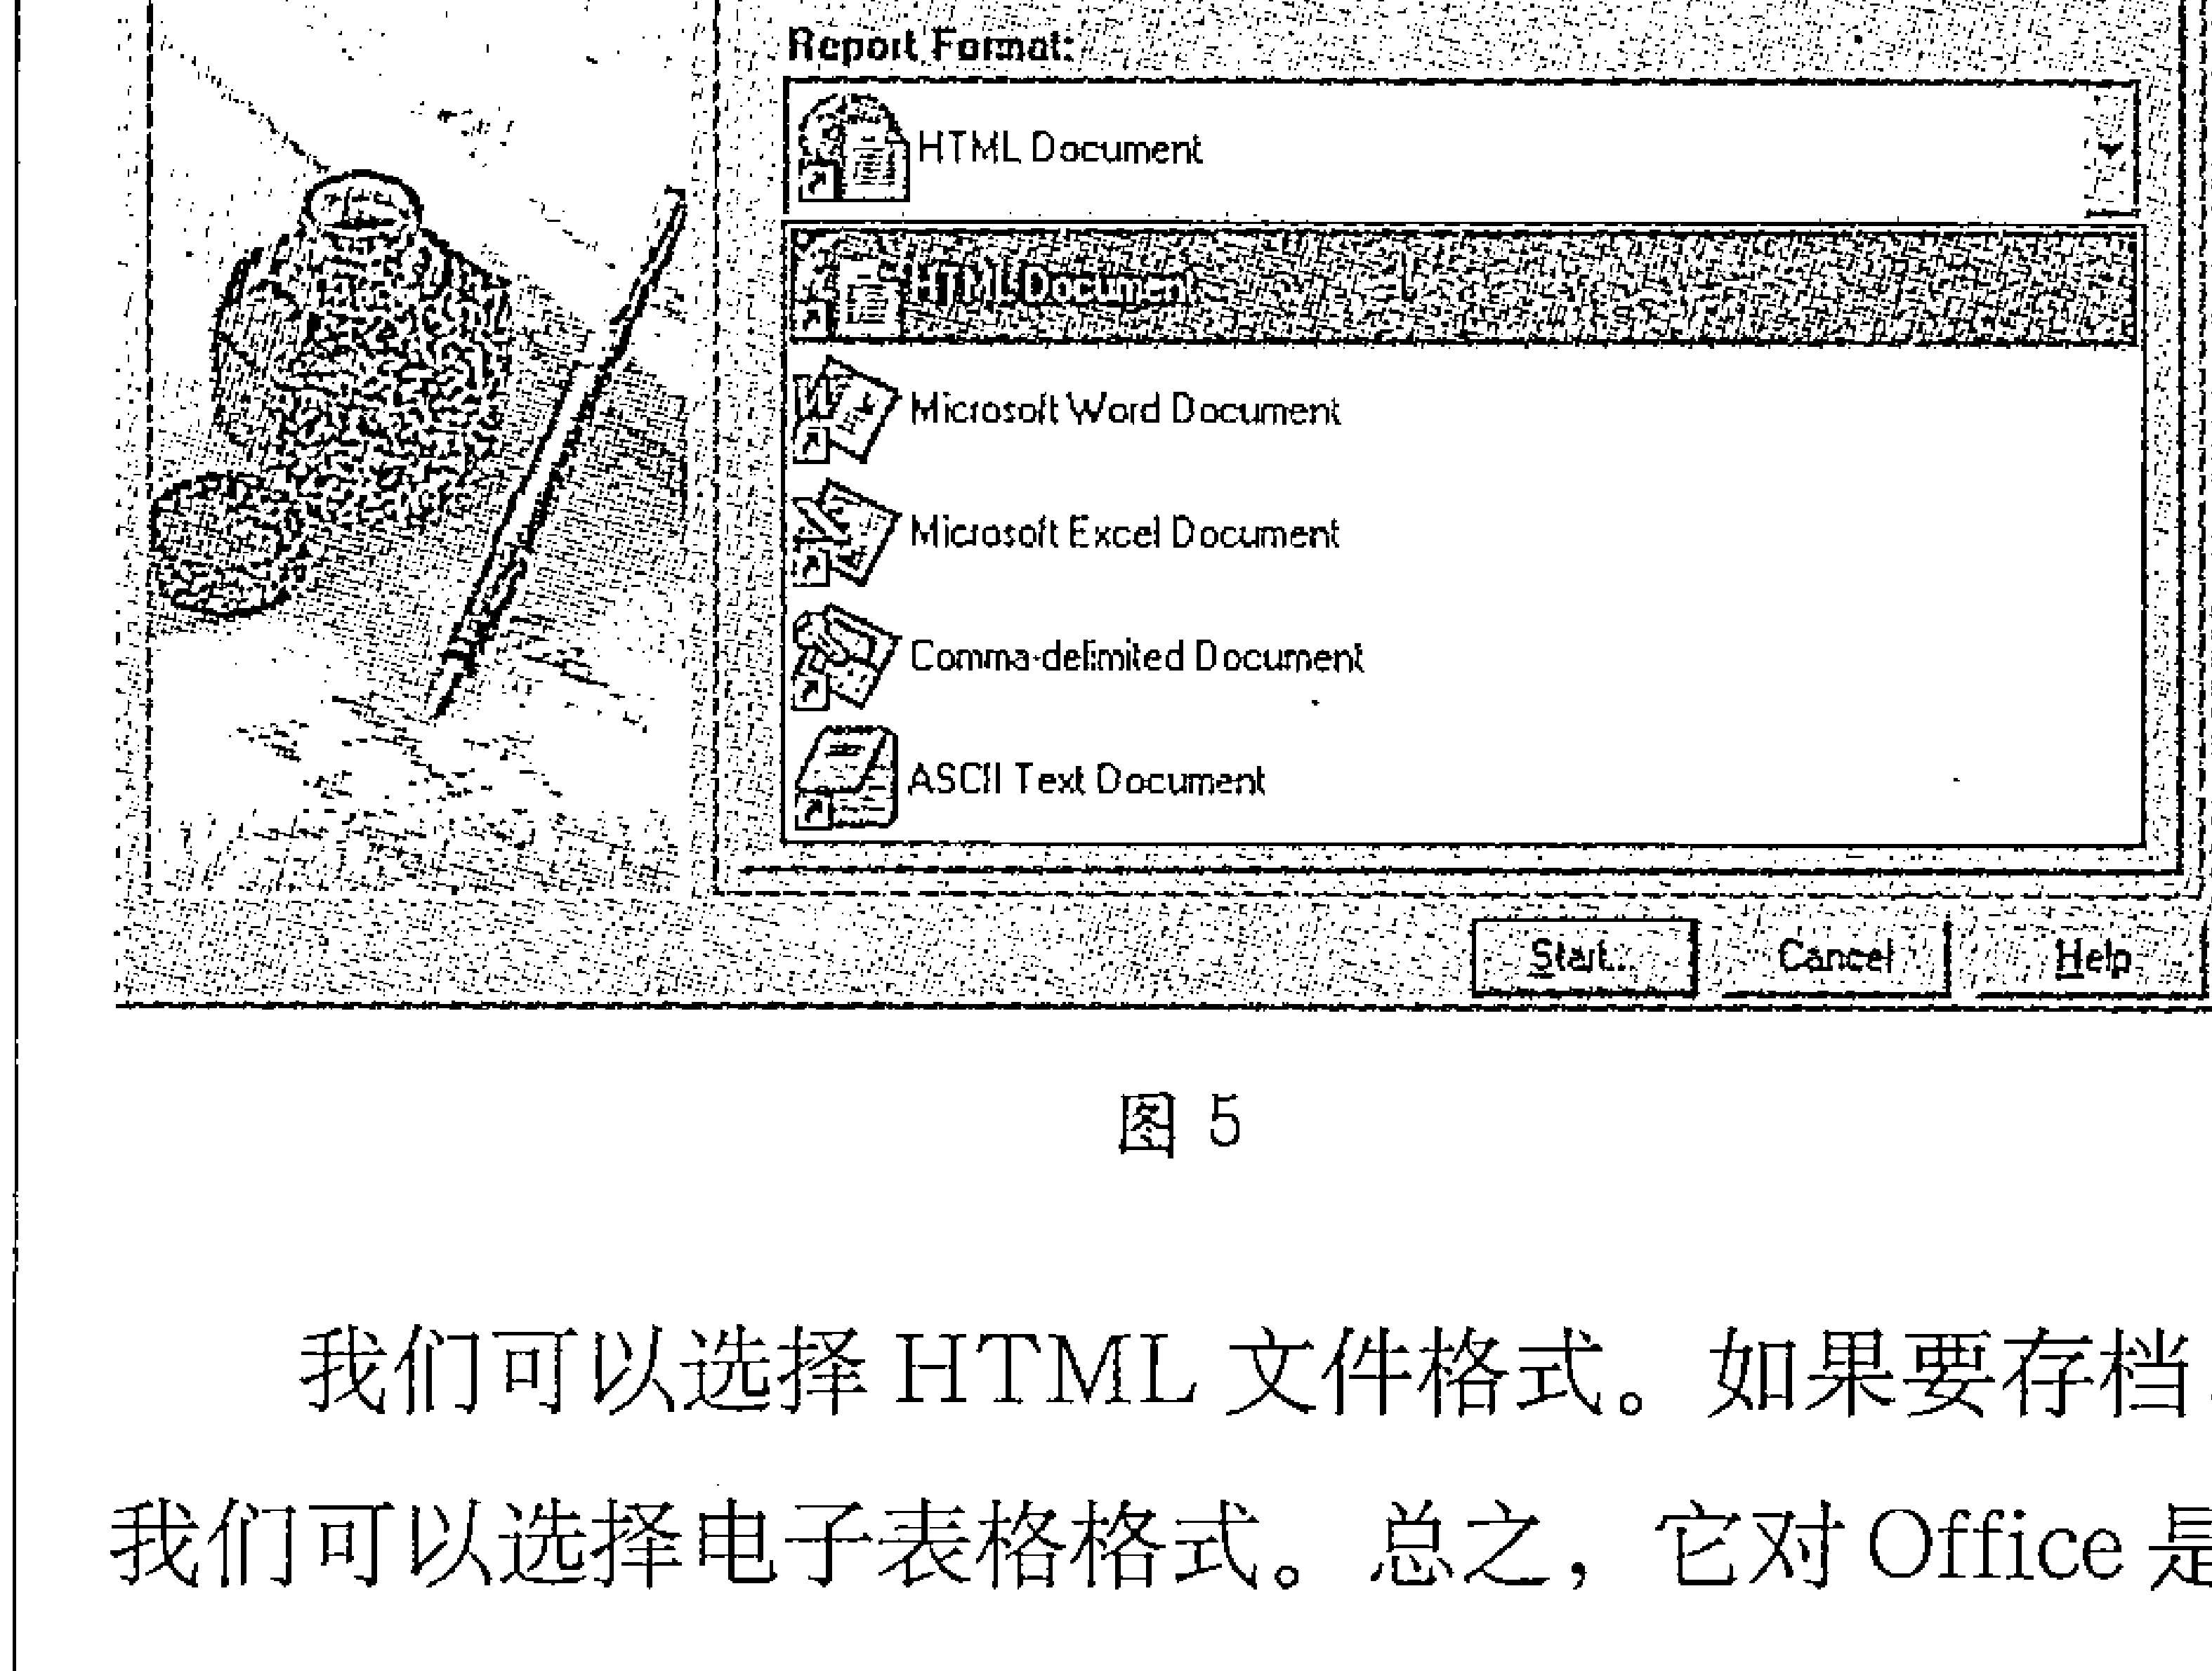 Report Format:
HTML Document
HTML Document
Microsoft Word Document
Microsoft Excel Document
Comma-delimited Document
ASCII Text Document
Start... Cancel Help
图 5
我们可以选择 HTML 文件格式。如果要存档
我们可以选择电子表格格式。总之，它对 Office 是